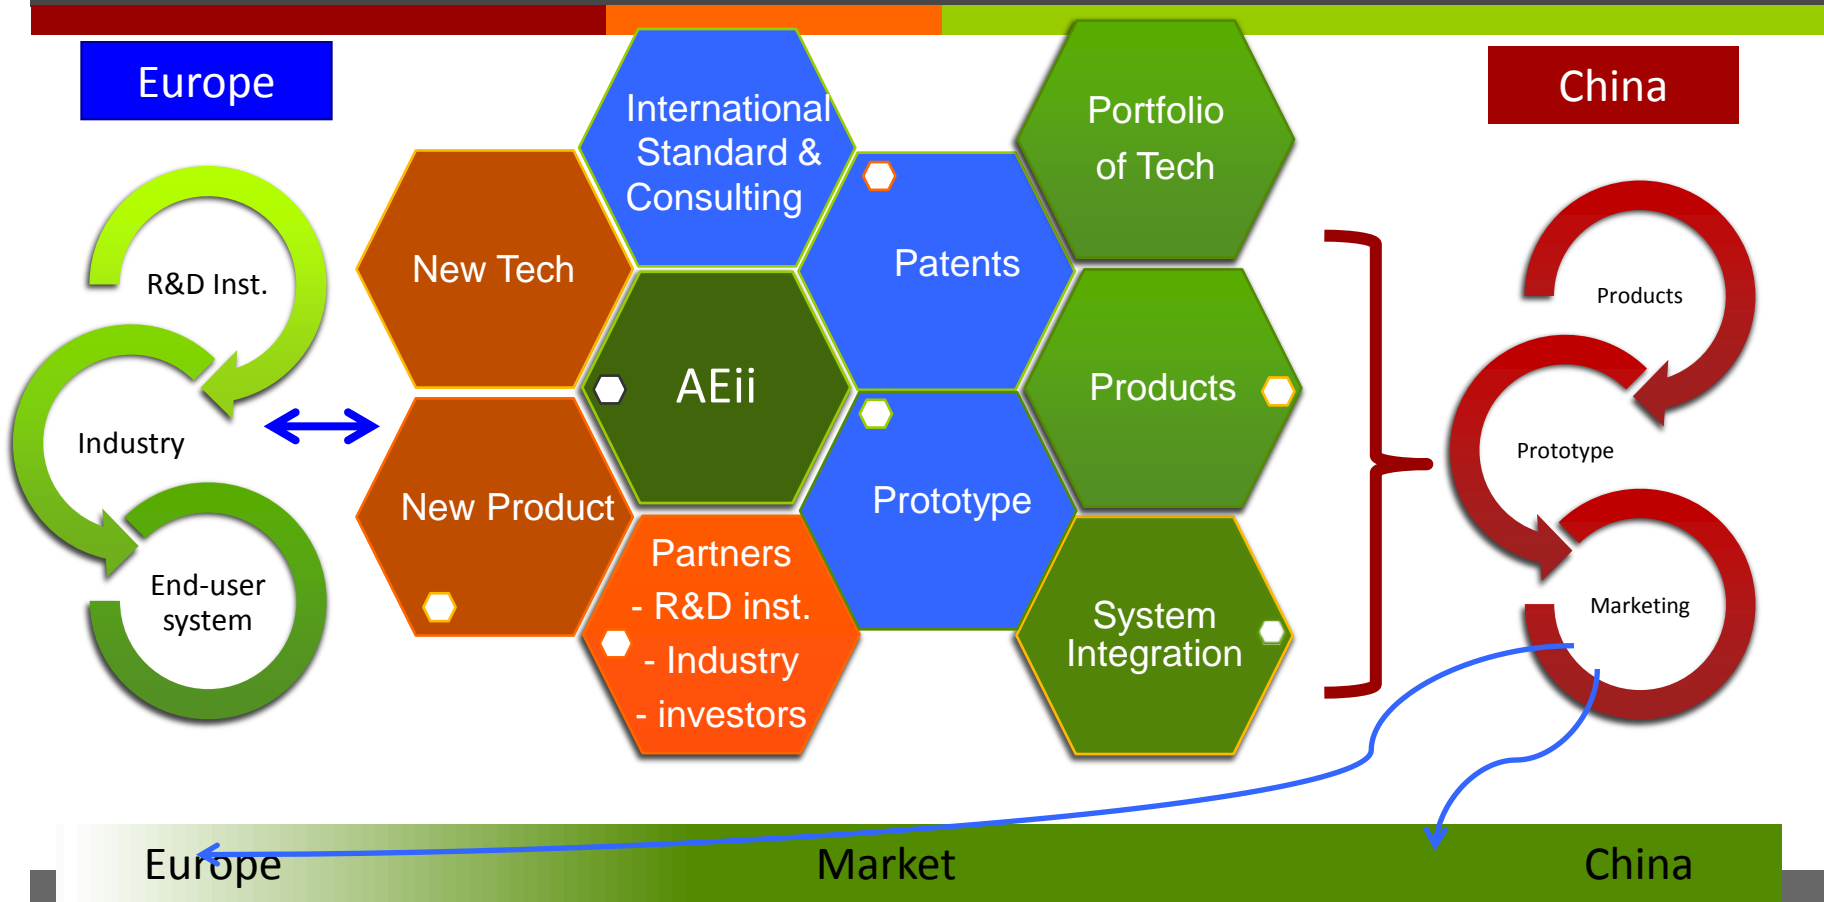 Europe
China
International
Standard &
Consulting
Portfolio
of Tech
New Tech
Patents
R&D Inst.
Products
AEii
Products
Industry
Prototype
New Product
Prototype
Partners
- R&D inst.
- Industry
- investors
End-user
system
System
Integration
Marketing
Europe
Market
China